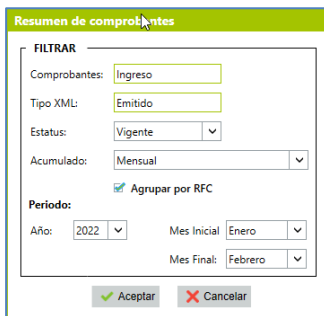 Resumen de comprobantes
FILTRAR
Comprobantes: Ingreso
Tipo XML: Emitido
Estatus: Vigente
Acumulado: Mensual
Agrupar por RFC
Periodo:
Año: 2022 Mes Inicial Enero
Mes Final: Febrero
Aceptar Cancelar